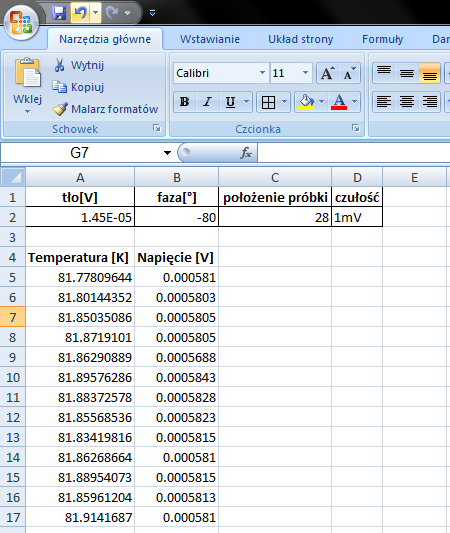 Narzędzia główne Wstawianie Układ strony Formuły Dan
Wklej
Wytnij
Kopiuj
Malarz formatów
Schowek
Calibri 11 A A
B I U A
Czcionka
G7 fx
A B C D E
1 tło[V] faza[°] położenie próbki czułość
2 1.45E-05 -80 28 1mV
3
4 Temperatura [K] Napięcie [V]
5 81.77809644 0.000581
6 81.80144352 0.0005803
7 81.85035086 0.0005805
8 81.8719101 0.0005805
9 81.86290889 0.0005688
10 81.89576286 0.0005843
11 81.88372578 0.0005828
12 81.85568536 0.0005823
13 81.83419816 0.0005815
14 81.86268664 0.000581
15 81.88954073 0.0005815
16 81.85961204 0.0005813
17 81.9141687 0.000581